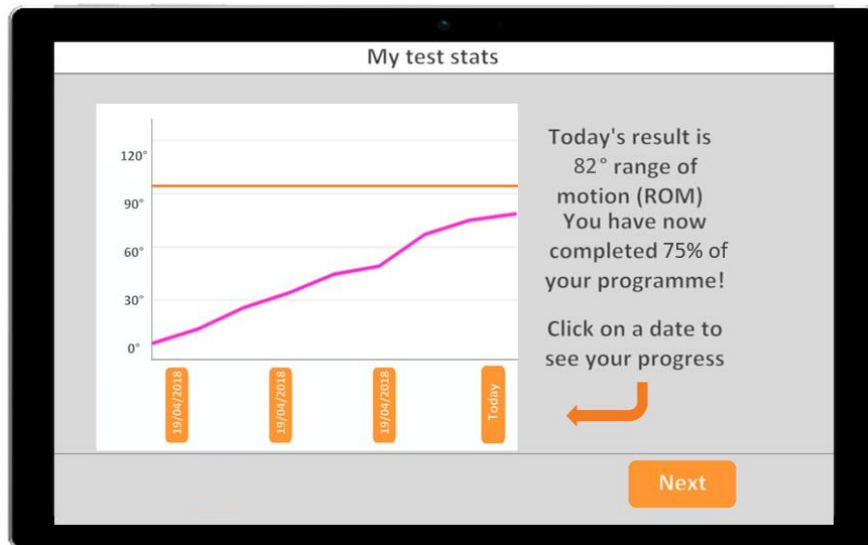 My test stats
120°
90°
60°
30°
0°
19/04/2018
19/04/2018
19/04/2018
Today
Today's result is
82° range of
motion (ROM)
You have now
completed 75% of
your programme!
Click on a date to
see your progress
Next